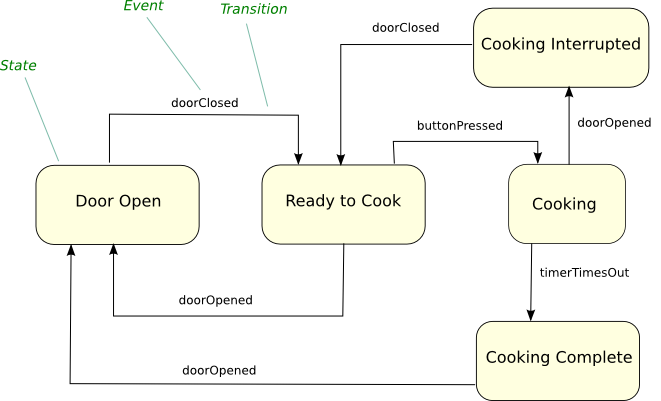 Event
Transition
State
doorClosed
Cooking Interrupted
doorClosed
buttonPressed
doorOpened
Door Open
Ready to Cook
Cooking
timerTimesOut
doorOpened
Cooking Complete
doorOpened